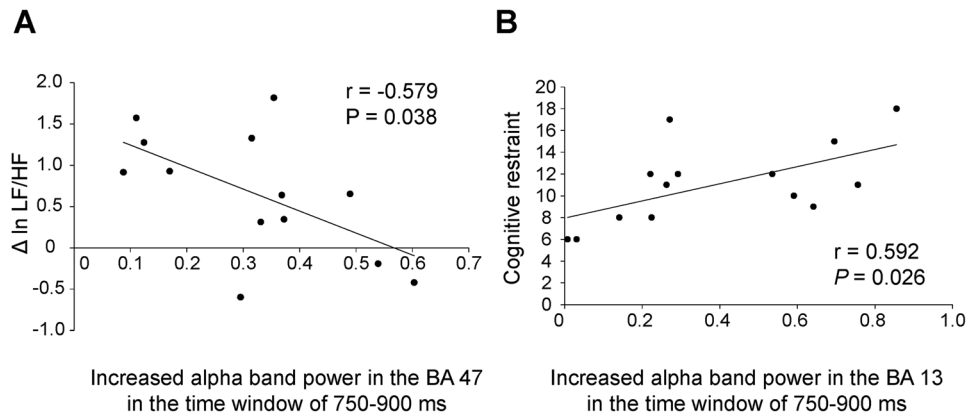 A
2.0
1.5
1.0
0.5
0
-0.5
-1.0
Δ ln LF/HF
r = -0.579
P = 0.038
0 0.1 0.2 0.3 0.4 0.5 0.6 0.7
Increased alpha band power in the BA 47
in the time window of 750-900 ms
B
20
18
16
14
12
10
8
6
4
2
0
Cognitive restraint
r = 0.592
P = 0.026
0 0.2 0.4 0.6 0.8 1.0
Increased alpha band power in the BA 13
in the time window of 750-900 ms